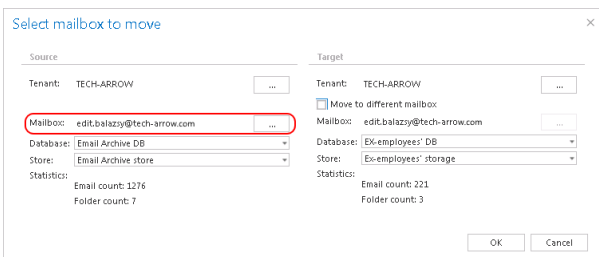 Select mailbox to move
Source
Tenant: TECH-ARROW ...
Mailbox: edit.balazsy@tech-arrow.com ...
Database: Email Archive DB
Store: Email Archive store
Statistics:
Email count: 1276
Folder count: 7
Target
Tenant: TECH-ARROW ...
Move to different mailbox
Mailbox: edit.balazsy@tech-arrow.com ...
Database: EX-employees' DB
Store: Ex-employees' storage
Statistics:
Email count: 221
Folder count: 3
OK Cancel